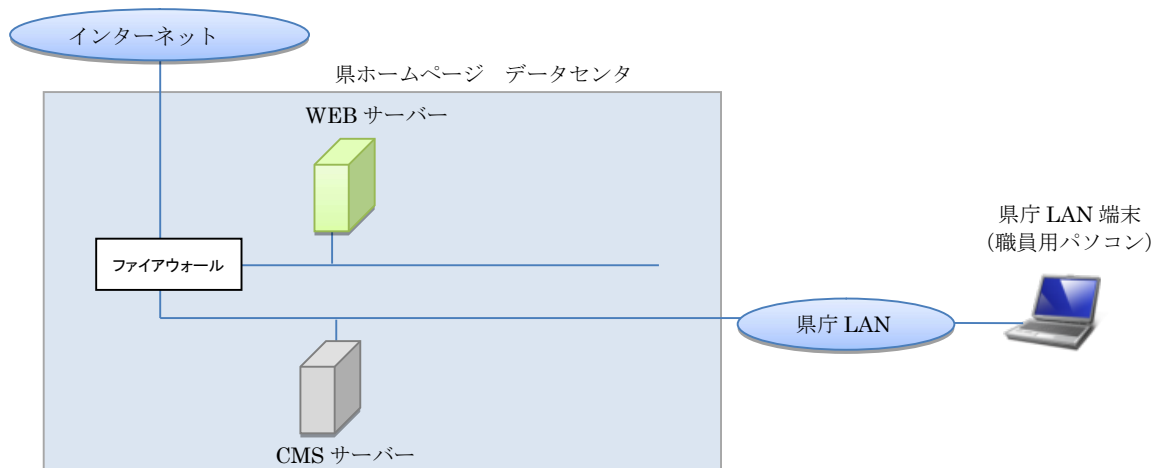 インターネット
県ホームページ　データセンタ
WEB サーバー
県庁 LAN 端末
（職員用パソコン）
ファイアウォール
県庁 LAN
CMS サーバー